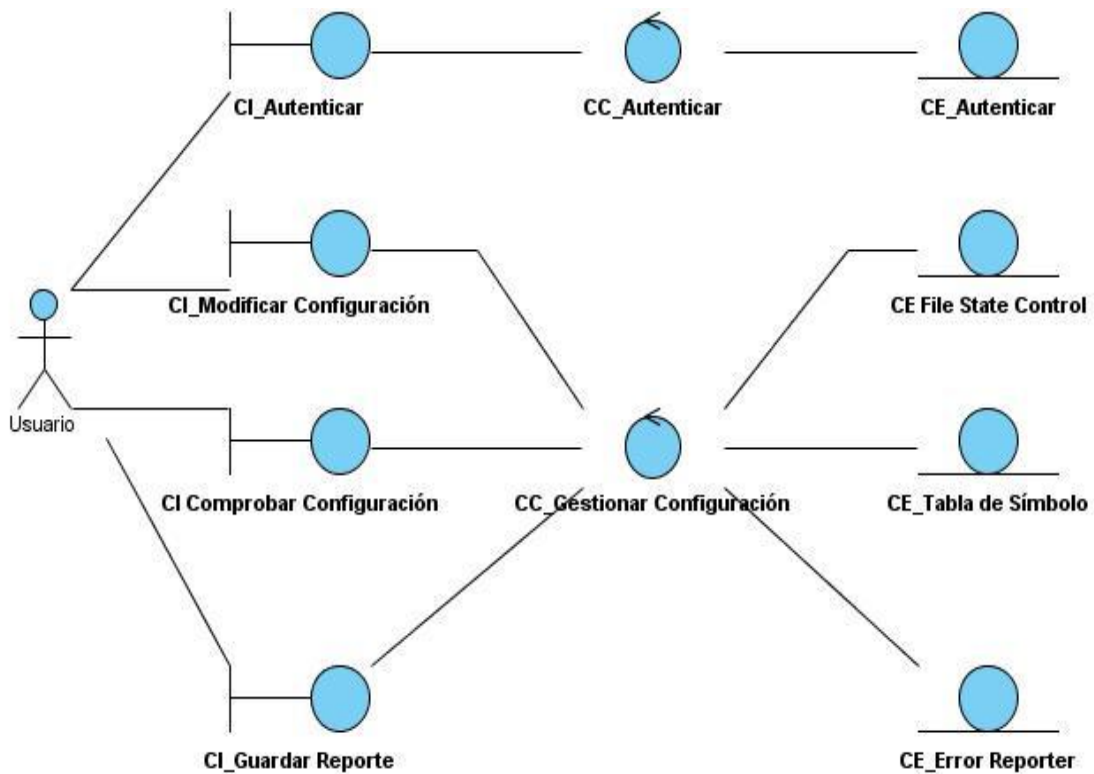 CI_Autenticar
CC_Autenticar
CE_Autenticar
CI_Modificar Configuración
CE File State Control
Usuario
CI Comprobar Configuración
CC_Gestionar Configuración
CE_Tabla de Símbolo
CI_Guardar Reporte
CE_Error Reporter